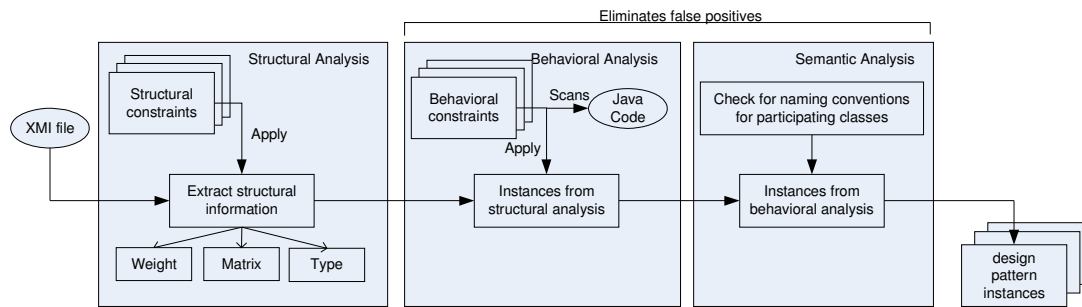 Eliminates false positives
Structural Analysis
Structural
constraints
XMI file
Apply
Extract structural
information
Weight
Matrix
Type
Behavioral Analysis
Behavioral
constraints
Scans
Java
Code
Apply
Instances from
structural analysis
Semantic Analysis
Check for naming conventions
for participating classes
Instances from
behavioral analysis
design
pattern
instances